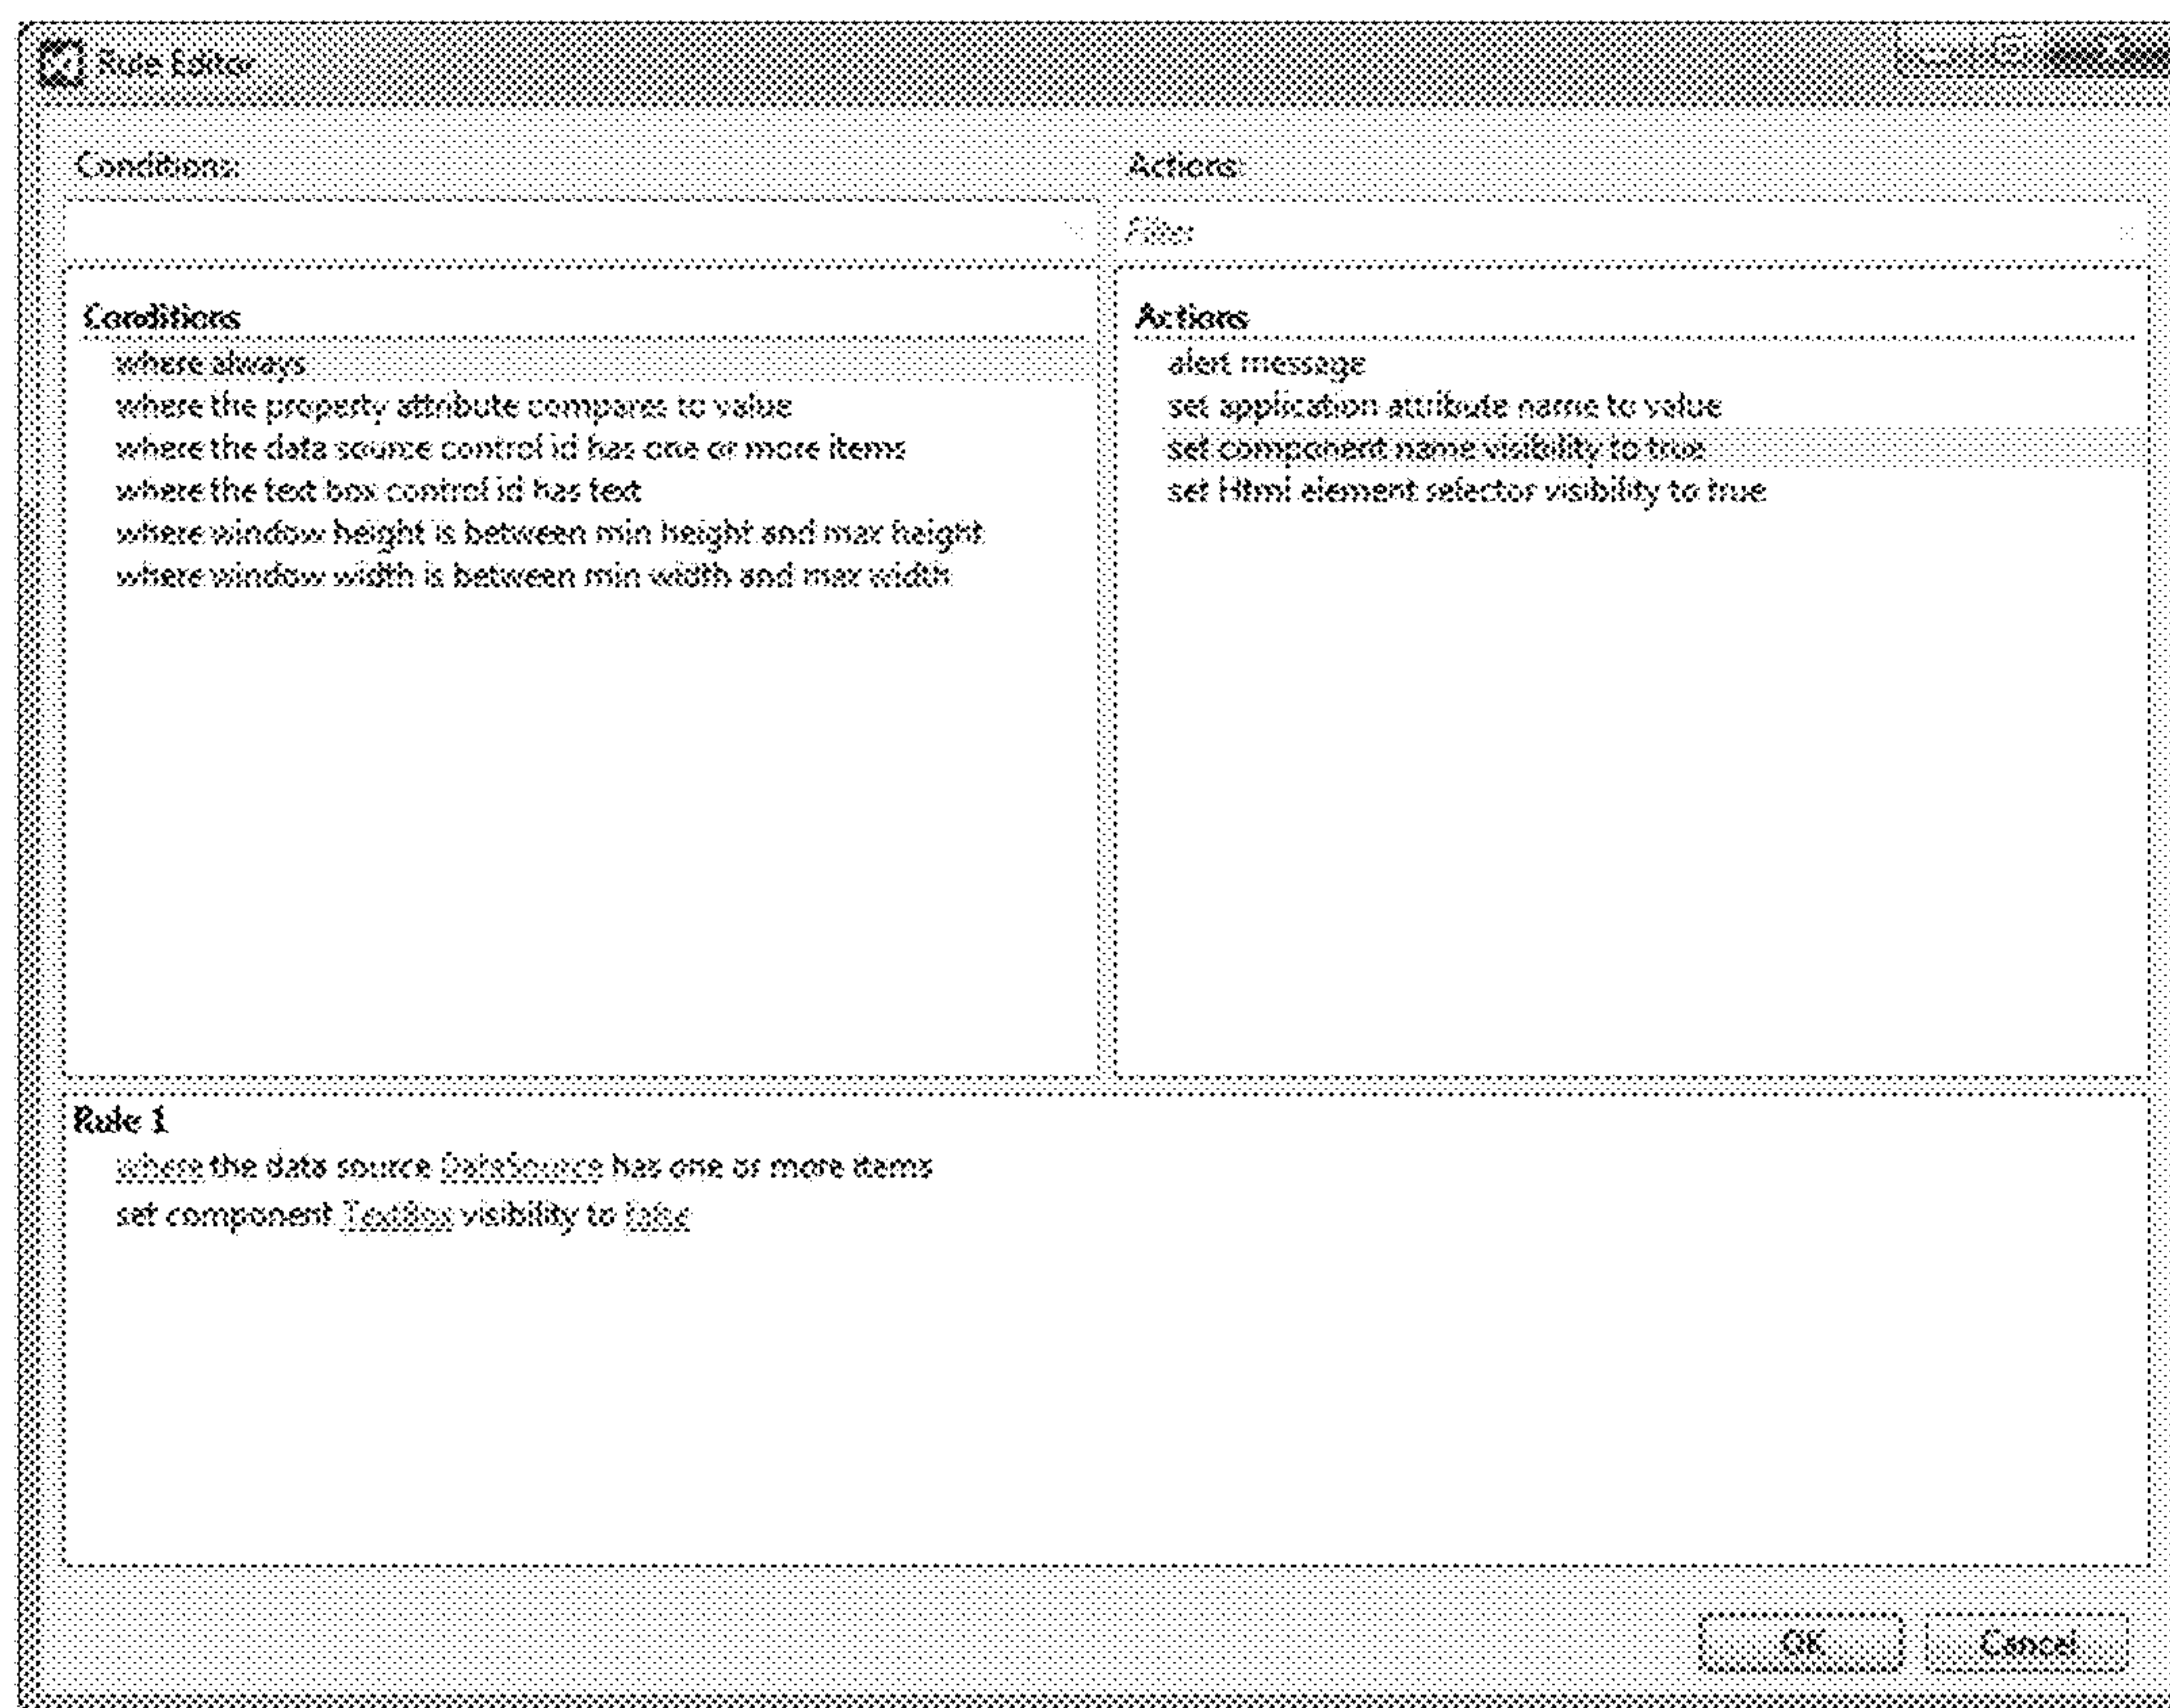 Rule Editor
Conditions:
Actions:
Filter
Conditions
where always
where the property attribute compares to value
where the data source control id has one or more items
where the text box control id has text
where window height is between min height and max height
where window width is between min width and max width
Actions
alert message
set application attribute name to value
set component name visibility to true
set Html element selector visibility to true
Rule 1
where the data source DataSource has one or more items
set component TextBox visibility to false
OK
Cancel